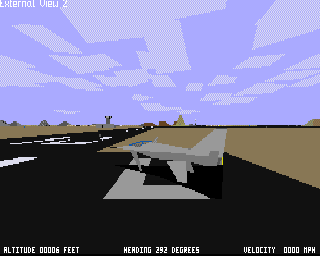 External View 2
ALTITUDE 00006 FEET
HEADING 292 DEGREES
VELOCITY 0000 MPH